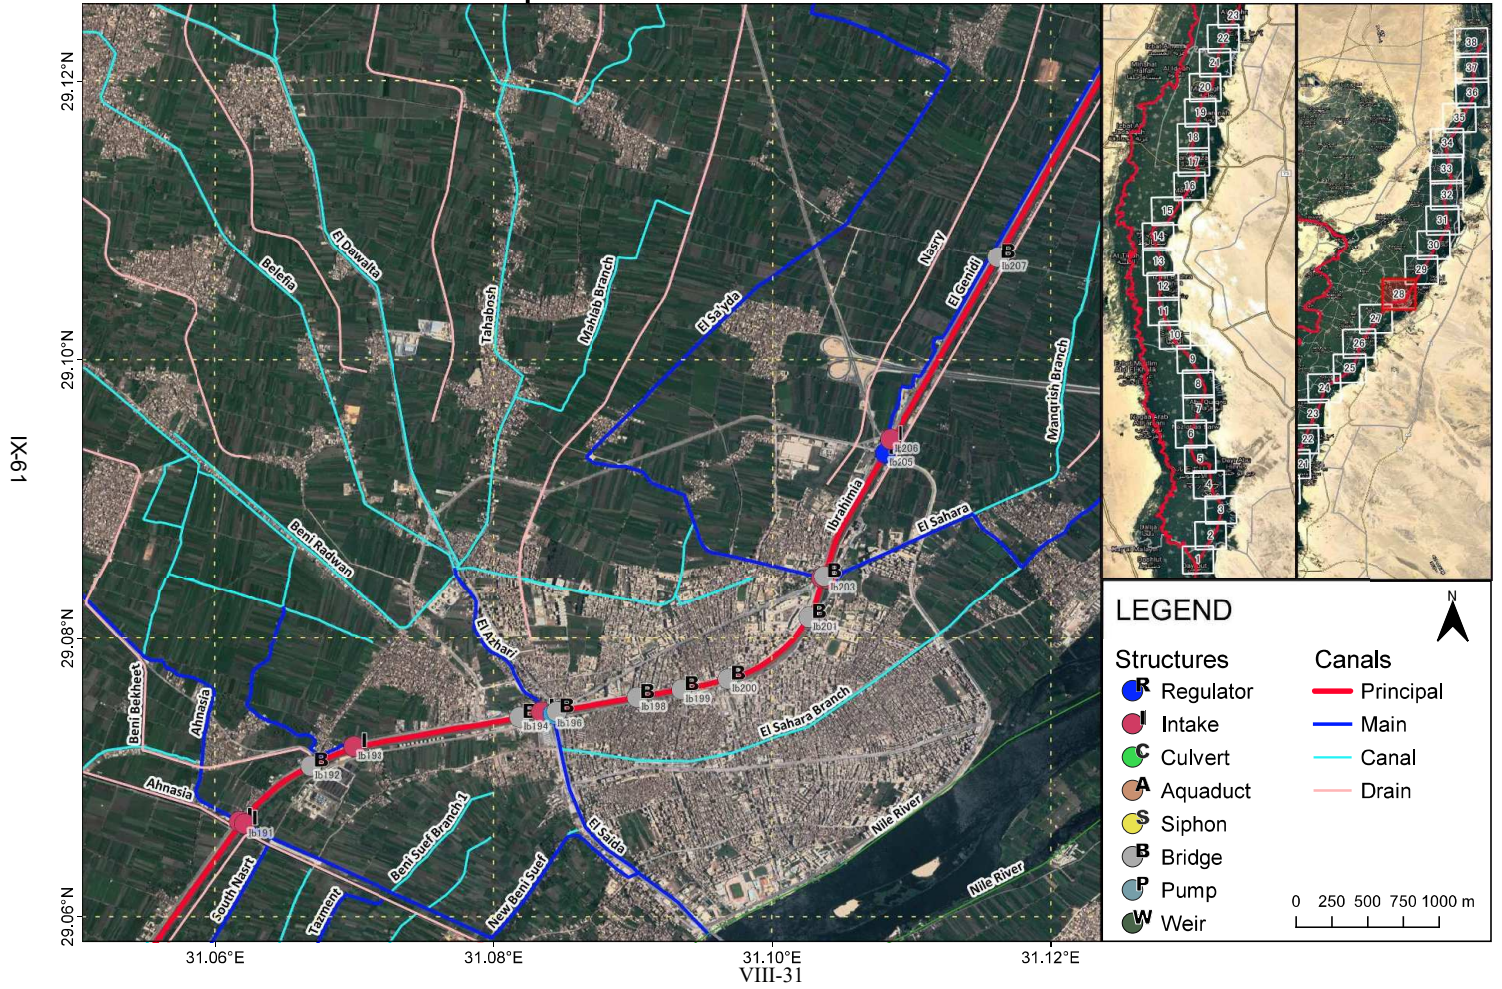 29.12°N
29.10°N
29.08°N
29.06°N
31.06°E
31.08°E
31.10°E
31.12°E
IX-61
VIII-31
Belefia
El Dawalta
Tahabosh
Mahlab Branch
El Sayda
Nasry
El Genidi
B
Ib207
Manqrish Branch
I
Ib206
Ib205
Ibrahimia
El Sahara
Beni Radwan
B
Ib203
B
Ib201
El Azhari
B
Ib200
B
Ib199
B
Ib198
B
Ib196
Ib194
I
Ib193
B
Ib192
I
Ib191
El Sahara Branch
Beni Bekheet
Ahnasia
Ahnasia
Beni Suef Branch 1
El Saida
Nile River
Nile River
South Nasrt
Tazment
New Beni Suef
23
22
21
20
19
18
17
16
15
14
13
12
11
10
9
8
7
6
5
4
3
2
1
38
37
36
35
34
33
32
31
30
29
28
27
26
25
24
23
22
21
LEGEND
N
Structures
R Regulator
I Intake
C Culvert
A Aquaduct
S Siphon
B Bridge
P Pump
W Weir
Canals
Principal
Main
Canal
Drain
0 250 500 750 1000 m